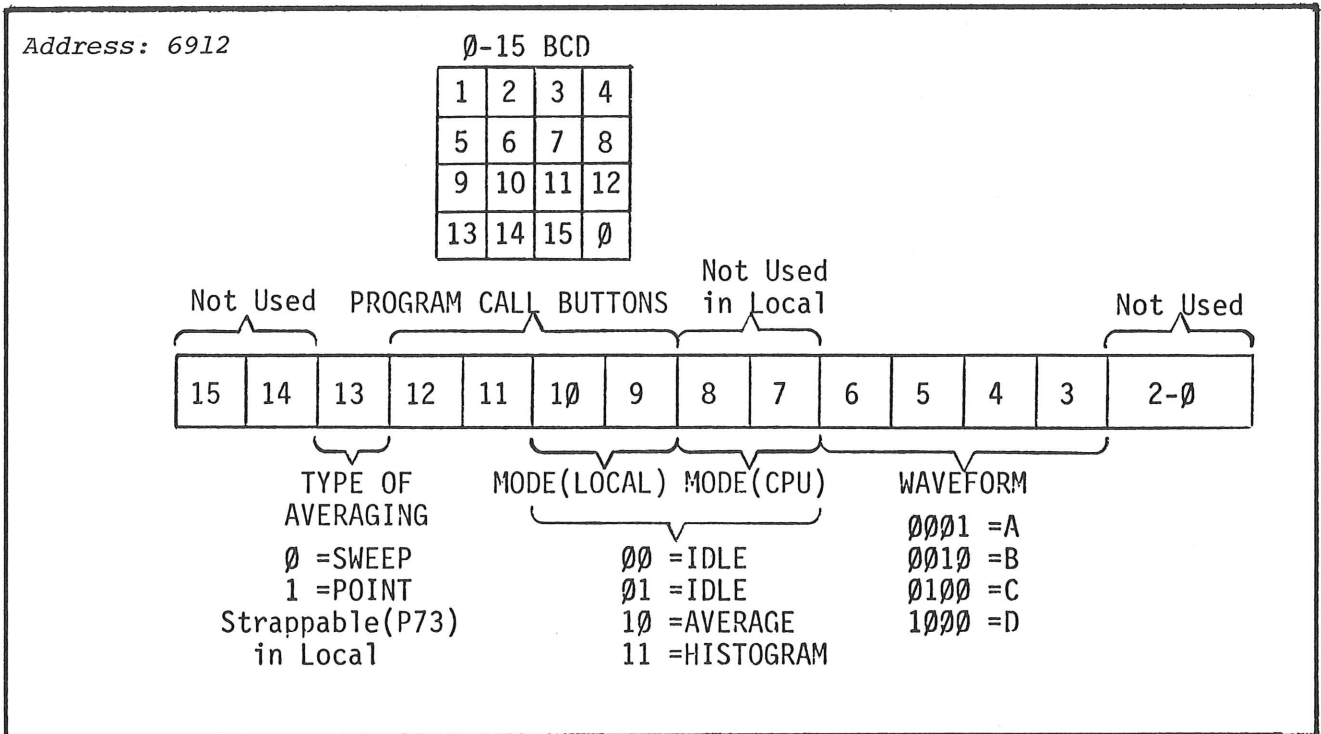 Address: 6912
Ø-15 BCD
1 2 3 4
5 6 7 8
9 10 11 12
13 14 15 Ø
Not Used PROGRAM CALL BUTTONS Not Used in Local Not Used
15 14 13 12 11 1Ø 9 8 7 6 5 4 3 2-Ø
TYPE OF AVERAGING
Ø =SWEEP
1 =POINT
Strappable(P73)
in Local
MODE(LOCAL) MODE(CPU)
ØØ =IDLE
Ø1 =IDLE
1Ø =AVERAGE
11 =HISTOGRAM
WAVEFORM
ØØØ1 =A
ØØ1Ø =B
Ø1ØØ =C
1ØØØ =D